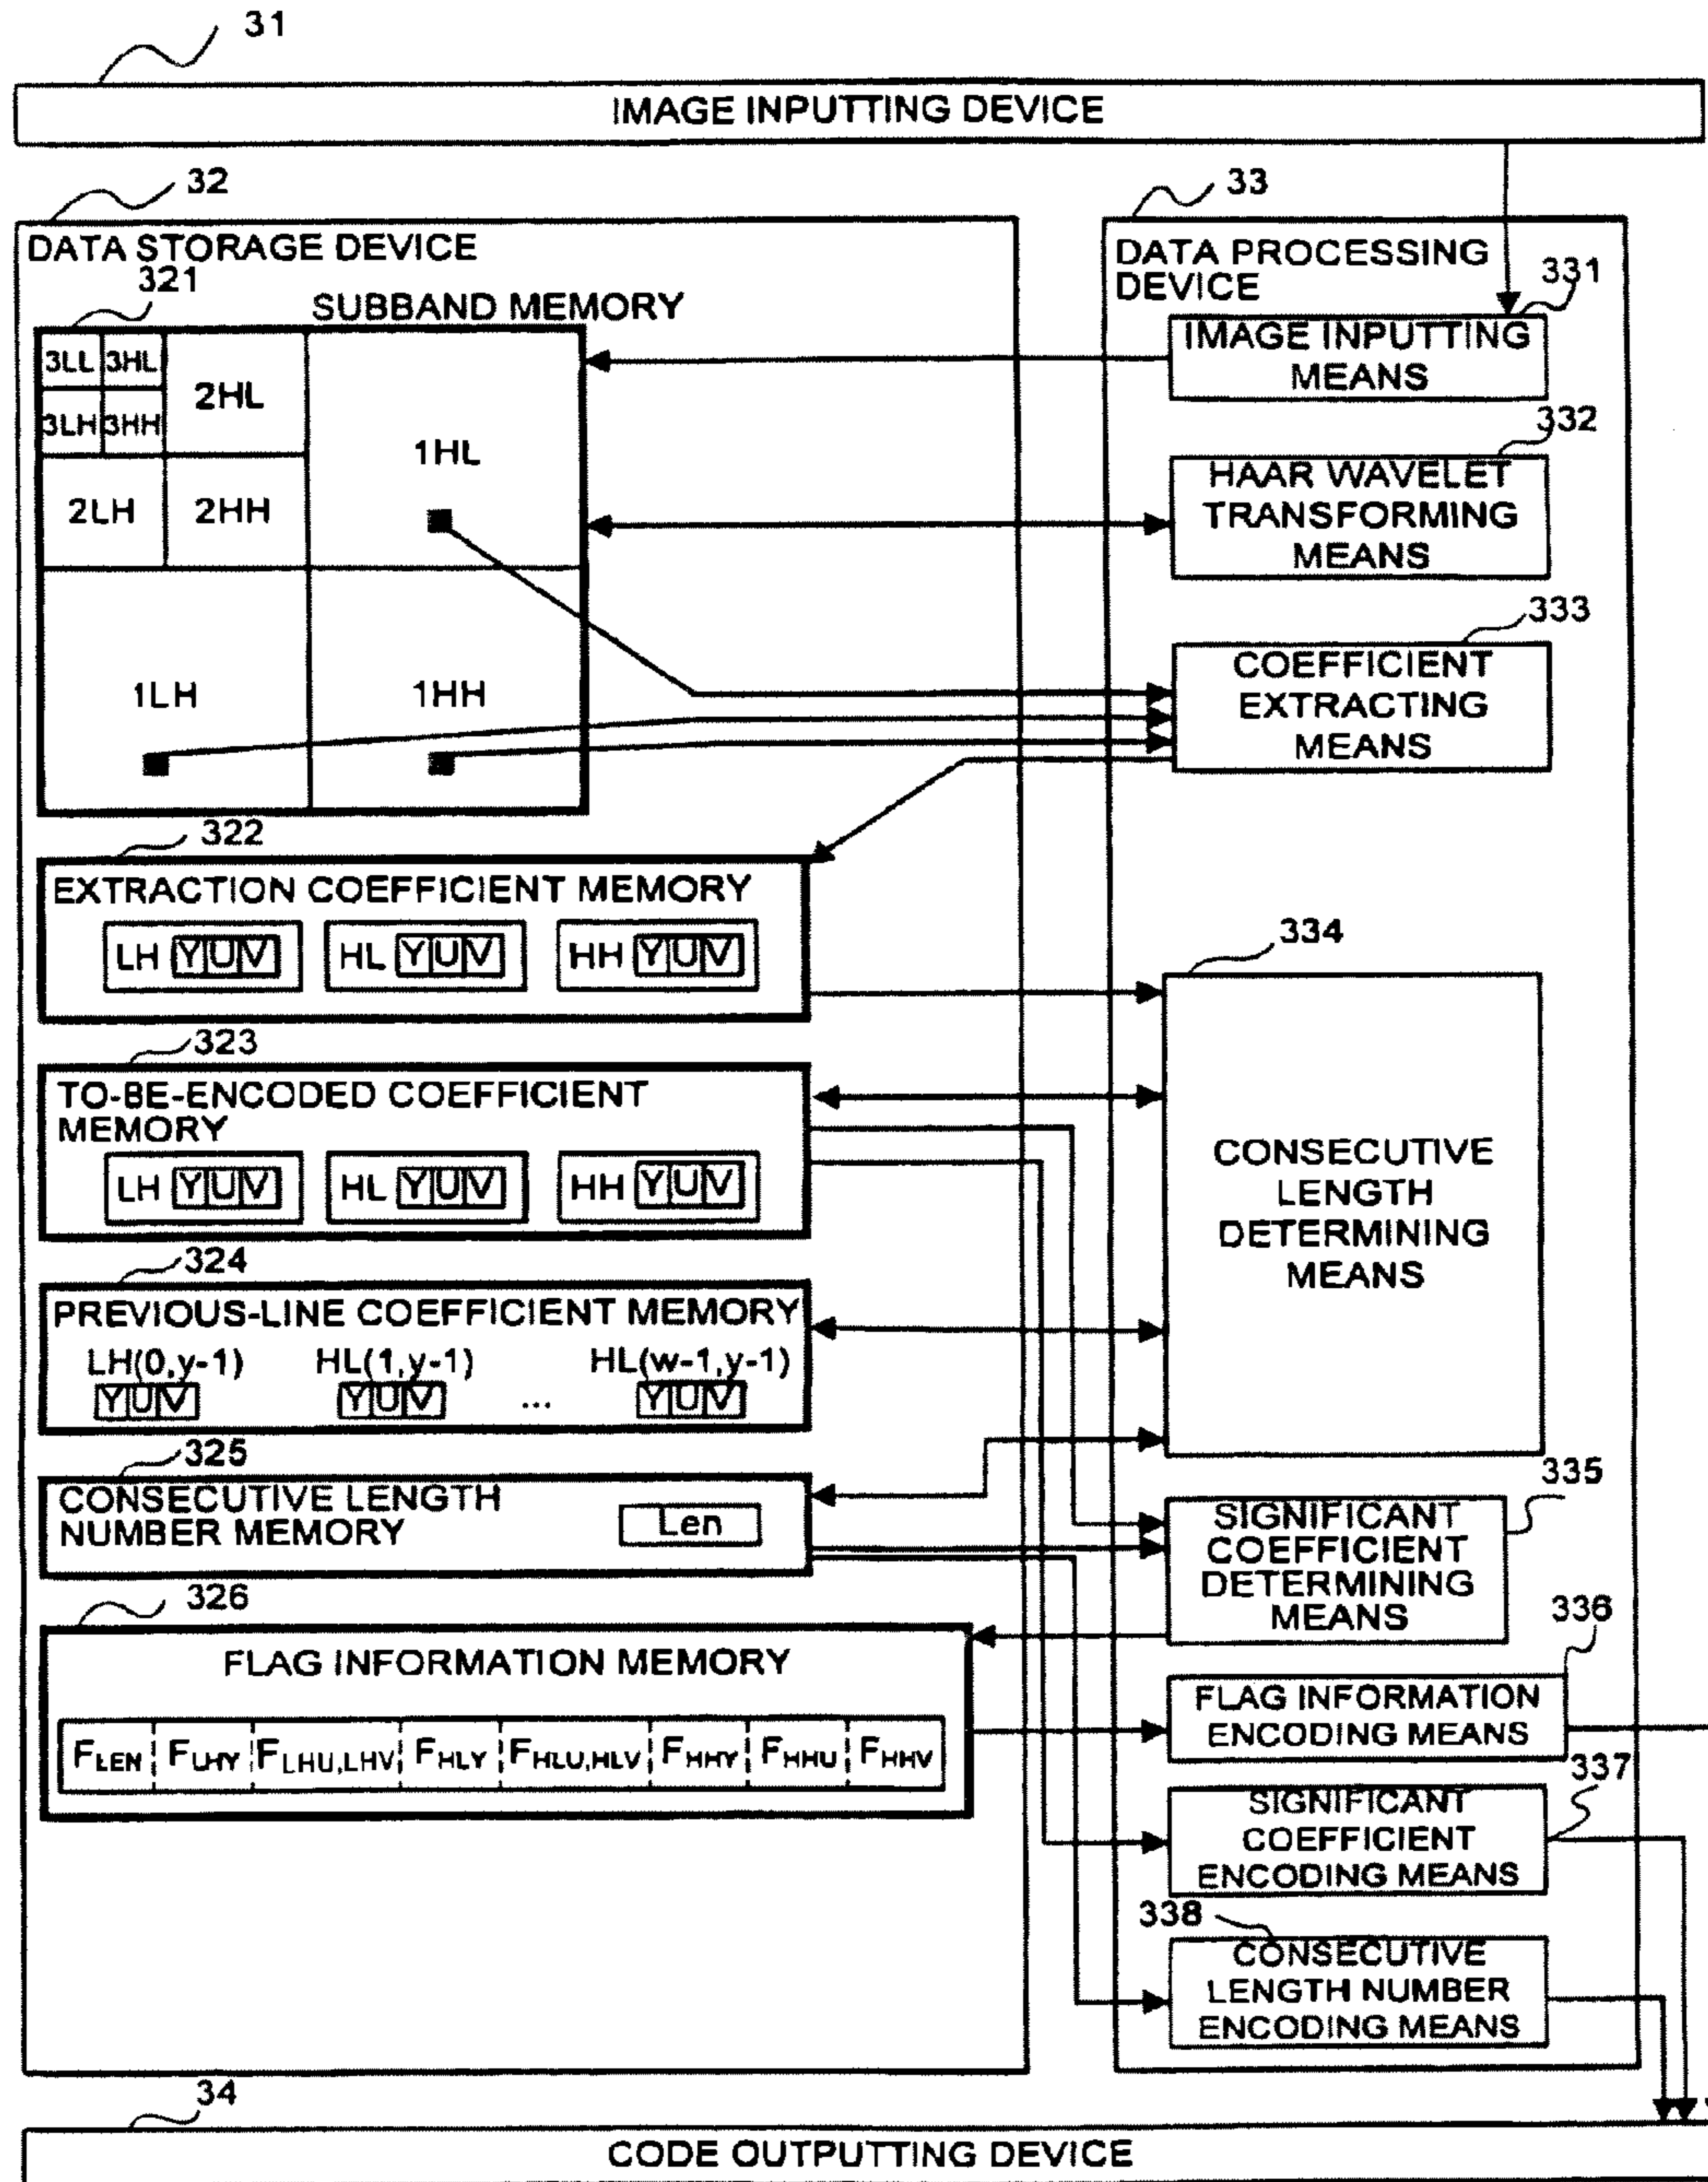 31
IMAGE INPUTTING DEVICE
32
DATA STORAGE DEVICE
321
SUBBAND MEMORY
3LL 3HL
3LH 3HH
2HL
1HL
2LH 2HH
1LH 1HH
322
EXTRACTION COEFFICIENT MEMORY
LH Y U V HL Y U V HH Y U V
323
TO-BE-ENCODED COEFFICIENT
MEMORY
LH Y U V HL Y U V HH Y U V
324
PREVIOUS-LINE COEFFICIENT MEMORY
LH(0,y-1) HL(1,y-1) HL(w-1,y-1)
Y U V Y U V ... Y U V
325
CONSECUTIVE LENGTH
NUMBER MEMORY
Len
326
FLAG INFORMATION MEMORY
FLEN FLHY FLHU,LHV FHLY FHLU,HLV FHHY FHHU FHHV
33
DATA PROCESSING
DEVICE
331
IMAGE INPUTTING
MEANS
332
HAAR WAVELET
TRANSFORMING
MEANS
333
COEFFICIENT
EXTRACTING
MEANS
334
CONSECUTIVE
LENGTH
DETERMINING
MEANS
335
SIGNIFICANT
COEFFICIENT
DETERMINING
MEANS
336
FLAG INFORMATION
ENCODING MEANS
337
SIGNIFICANT
COEFFICIENT
ENCODING MEANS
338
CONSECUTIVE
LENGTH NUMBER
ENCODING MEANS
34
CODE OUTPUTTING DEVICE